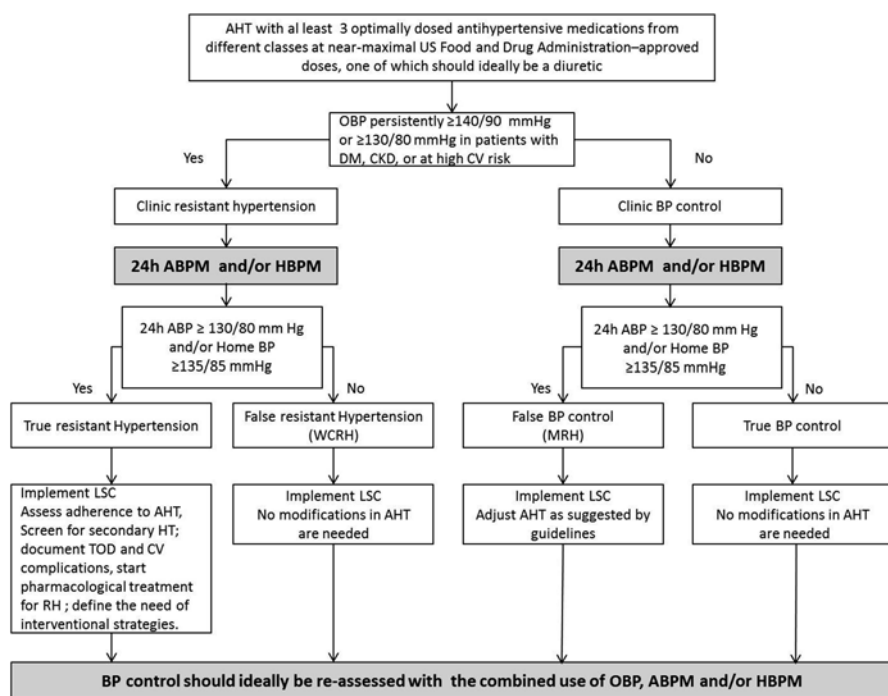 AHT with al least 3 optimally dosed antihypertensive medications from
different classes at near-maximal US Food and Drug Administration–approved
doses, one of which should ideally be a diuretic
OBP persistently ≥140/90 mmHg
or ≥130/80 mmHg in patients with
DM, CKD, or at high CV risk
Yes
No
Clinic resistant hypertension
Clinic BP control
24h ABPM and/or HBPM
24h ABPM and/or HBPM
24h ABP ≥ 130/80 mm Hg
and/or Home BP
≥135/85 mmHg
24h ABP ≥ 130/80 mm Hg
and/or Home BP
≥135/85 mmHg
Yes
No
Yes
No
True resistant Hypertension
False resistant Hypertension
(WCRH)
False BP control
(MRH)
True BP control
Implement LSC
Assess adherence to AHT,
Screen for secondary HT;
document TOD and CV
complications, start
pharmacological treatment
for RH ; define the need of
interventional strategies.
Implement LSC
No modifications in AHT
are needed
Implement LSC
Adjust AHT as suggested by
guidelines
Implement LSC
No modifications in AHT
are needed
BP control should ideally be re-assessed with the combined use of OBP, ABPM and/or HBPM